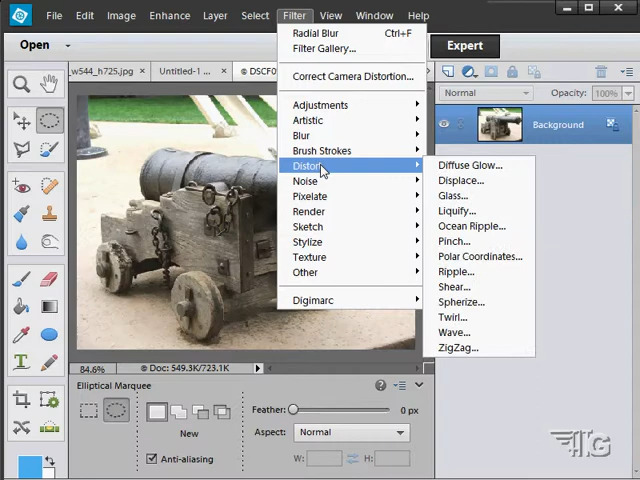 File Edit Image Enhance Layer Select Filter View Window Help
Open
Expert
Radial Blur Ctrl+F
Filter Gallery...
Correct Camera Distortion...
Adjustments
Artistic
Blur
Brush Strokes
Distort
Noise
Pixelate
Render
Sketch
Stylize
Texture
Other
Digimarc
Diffuse Glow...
Displace...
Glass...
Liquify...
Ocean Ripple...
Pinch...
Polar Coordinates...
Ripple...
Shear...
Spherize...
Twirl...
Wave...
ZigZag...
_w544_h725.jpg × Untitled-1 ... × © DSCF0
Normal Opacity: 100%
Background
84.6% © Doc: 549.3K/723.1K
Elliptical Marquee
New
Anti-aliasing
Feather: 0 px
Aspect: Normal
W: H:
T